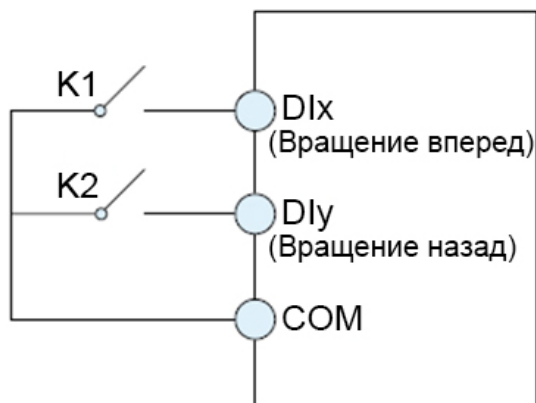 K1
DIx
(Вращение вперед)
K2
DIy
(Вращение назад)
COM